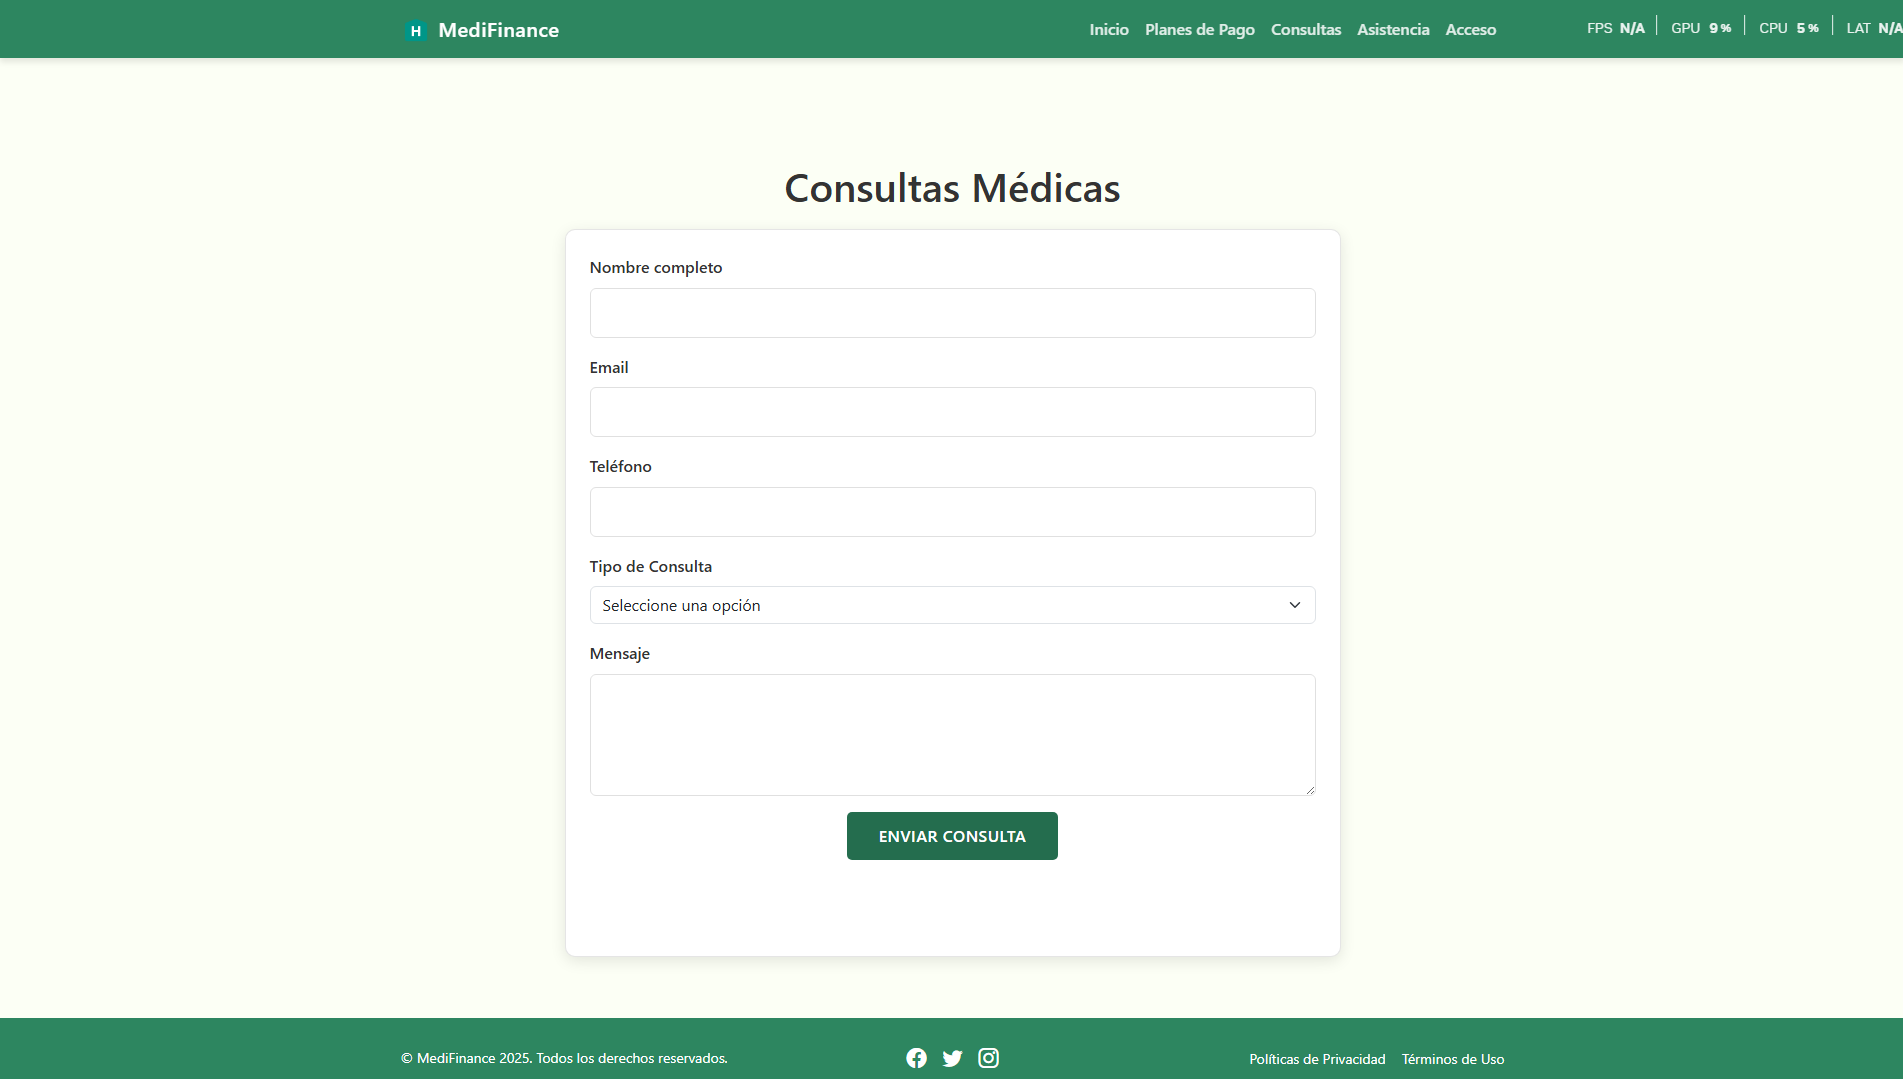 H MediFinance
Inicio Planes de Pago Consultas Asistencia Acceso
FPS N/A GPU 9 % CPU 5 % LAT N/A
Consultas Médicas
Nombre completo
Email
Teléfono
Tipo de Consulta
Seleccione una opción
Mensaje
ENVIAR CONSULTA
© MediFinance 2025. Todos los derechos reservados.
Políticas de Privacidad Términos de Uso